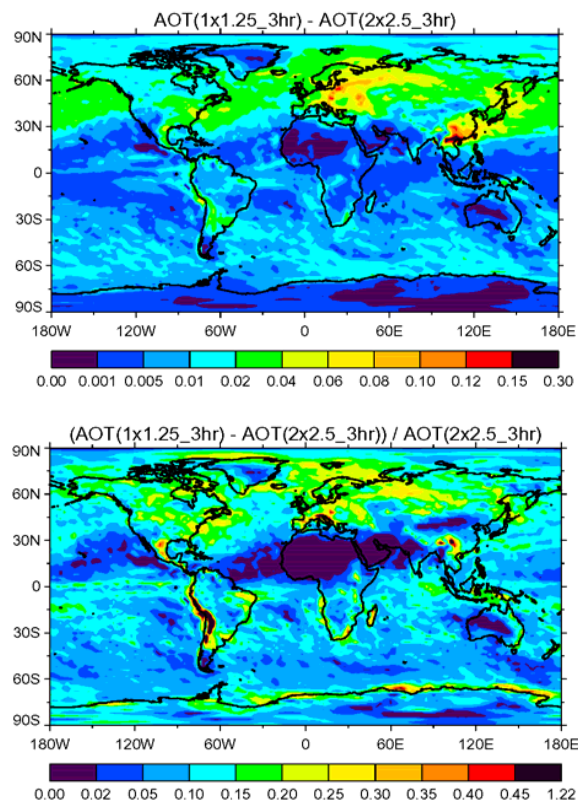 AOT(1x1.25_3hr) - AOT(2x2.5_3hr)
90N
60N
30N
0
30S
60S
90S
180W 120W 60W 0 60E 120E 180E
0.00 0.001 0.005 0.01 0.02 0.04 0.06 0.08 0.10 0.12 0.15 0.30
(AOT(1x1.25_3hr) - AOT(2x2.5_3hr)) / AOT(2x2.5_3hr)
90N
60N
30N
0
30S
60S
90S
180W 120W 60W 0 60E 120E 180E
0.00 0.02 0.05 0.10 0.15 0.20 0.25 0.30 0.35 0.40 0.45 1.22